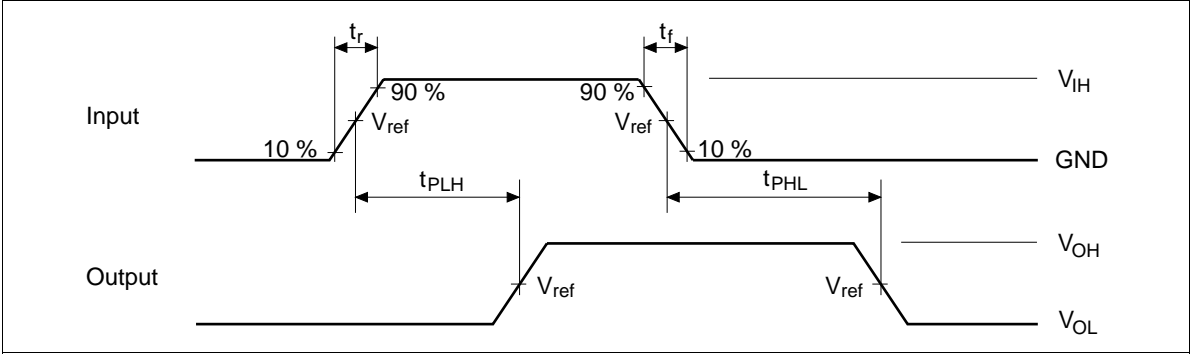 tr tf
VIH
90 % 90 %
Input Vref Vref
10 % 10 %
GND
tPLH tPHL
VOH
Output Vref Vref
VOL